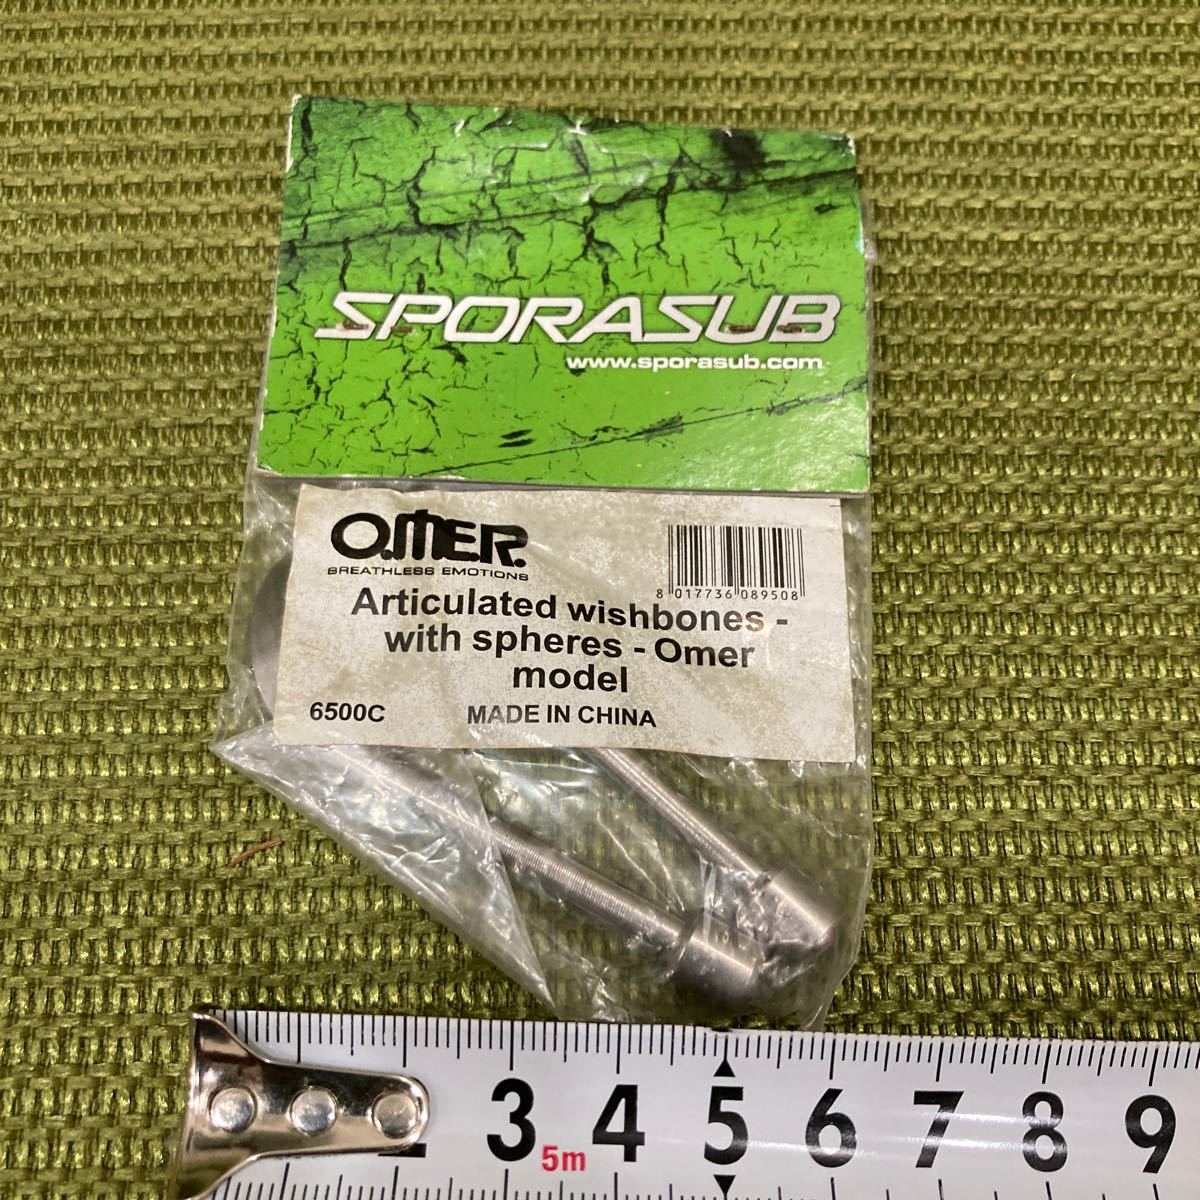 SPORASUB
www.sporasub.com
O.MER.
BREATHLESS EMOTIONS
8 017736 089508
Articulated wishbones -
with spheres - Omer
model
6500C MADE IN CHINA
3 4 5 6 7 8 9
5m